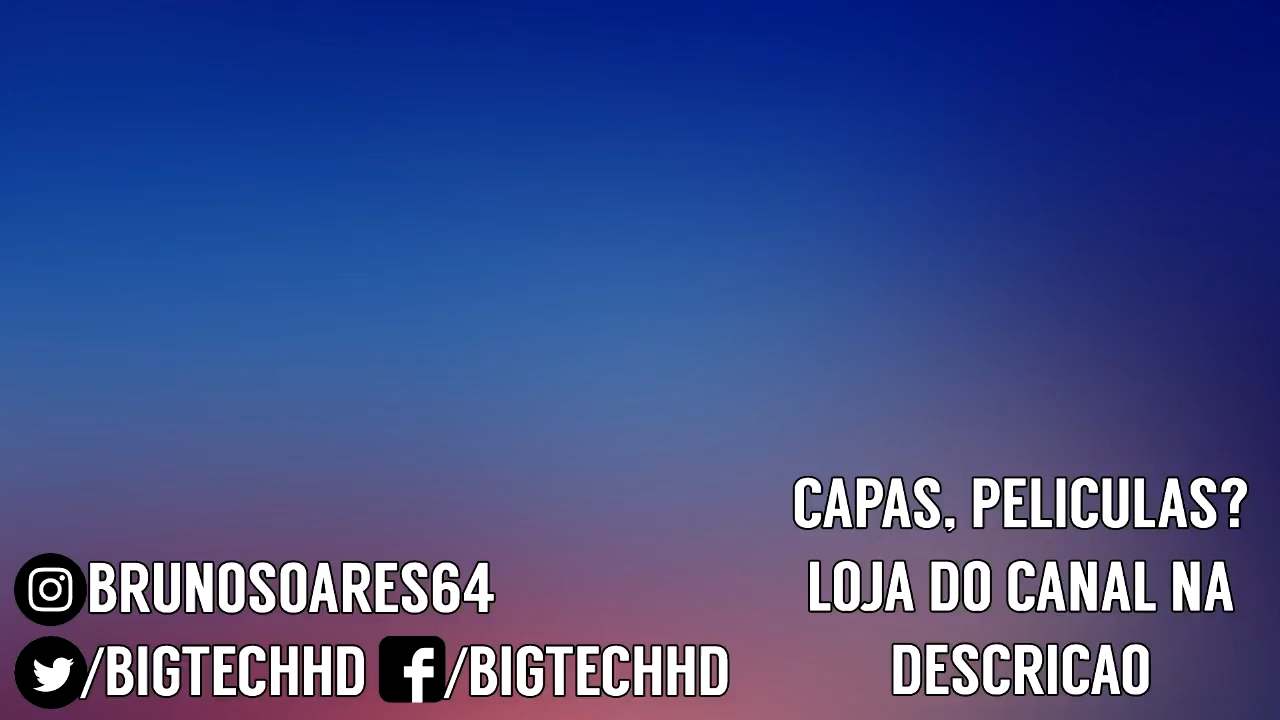 CAPAS, PELICULAS?
LOJA DO CANAL NA
DESCRICAO
BRUNOSOARES64
/BIGTECHHD /BIGTECHHD